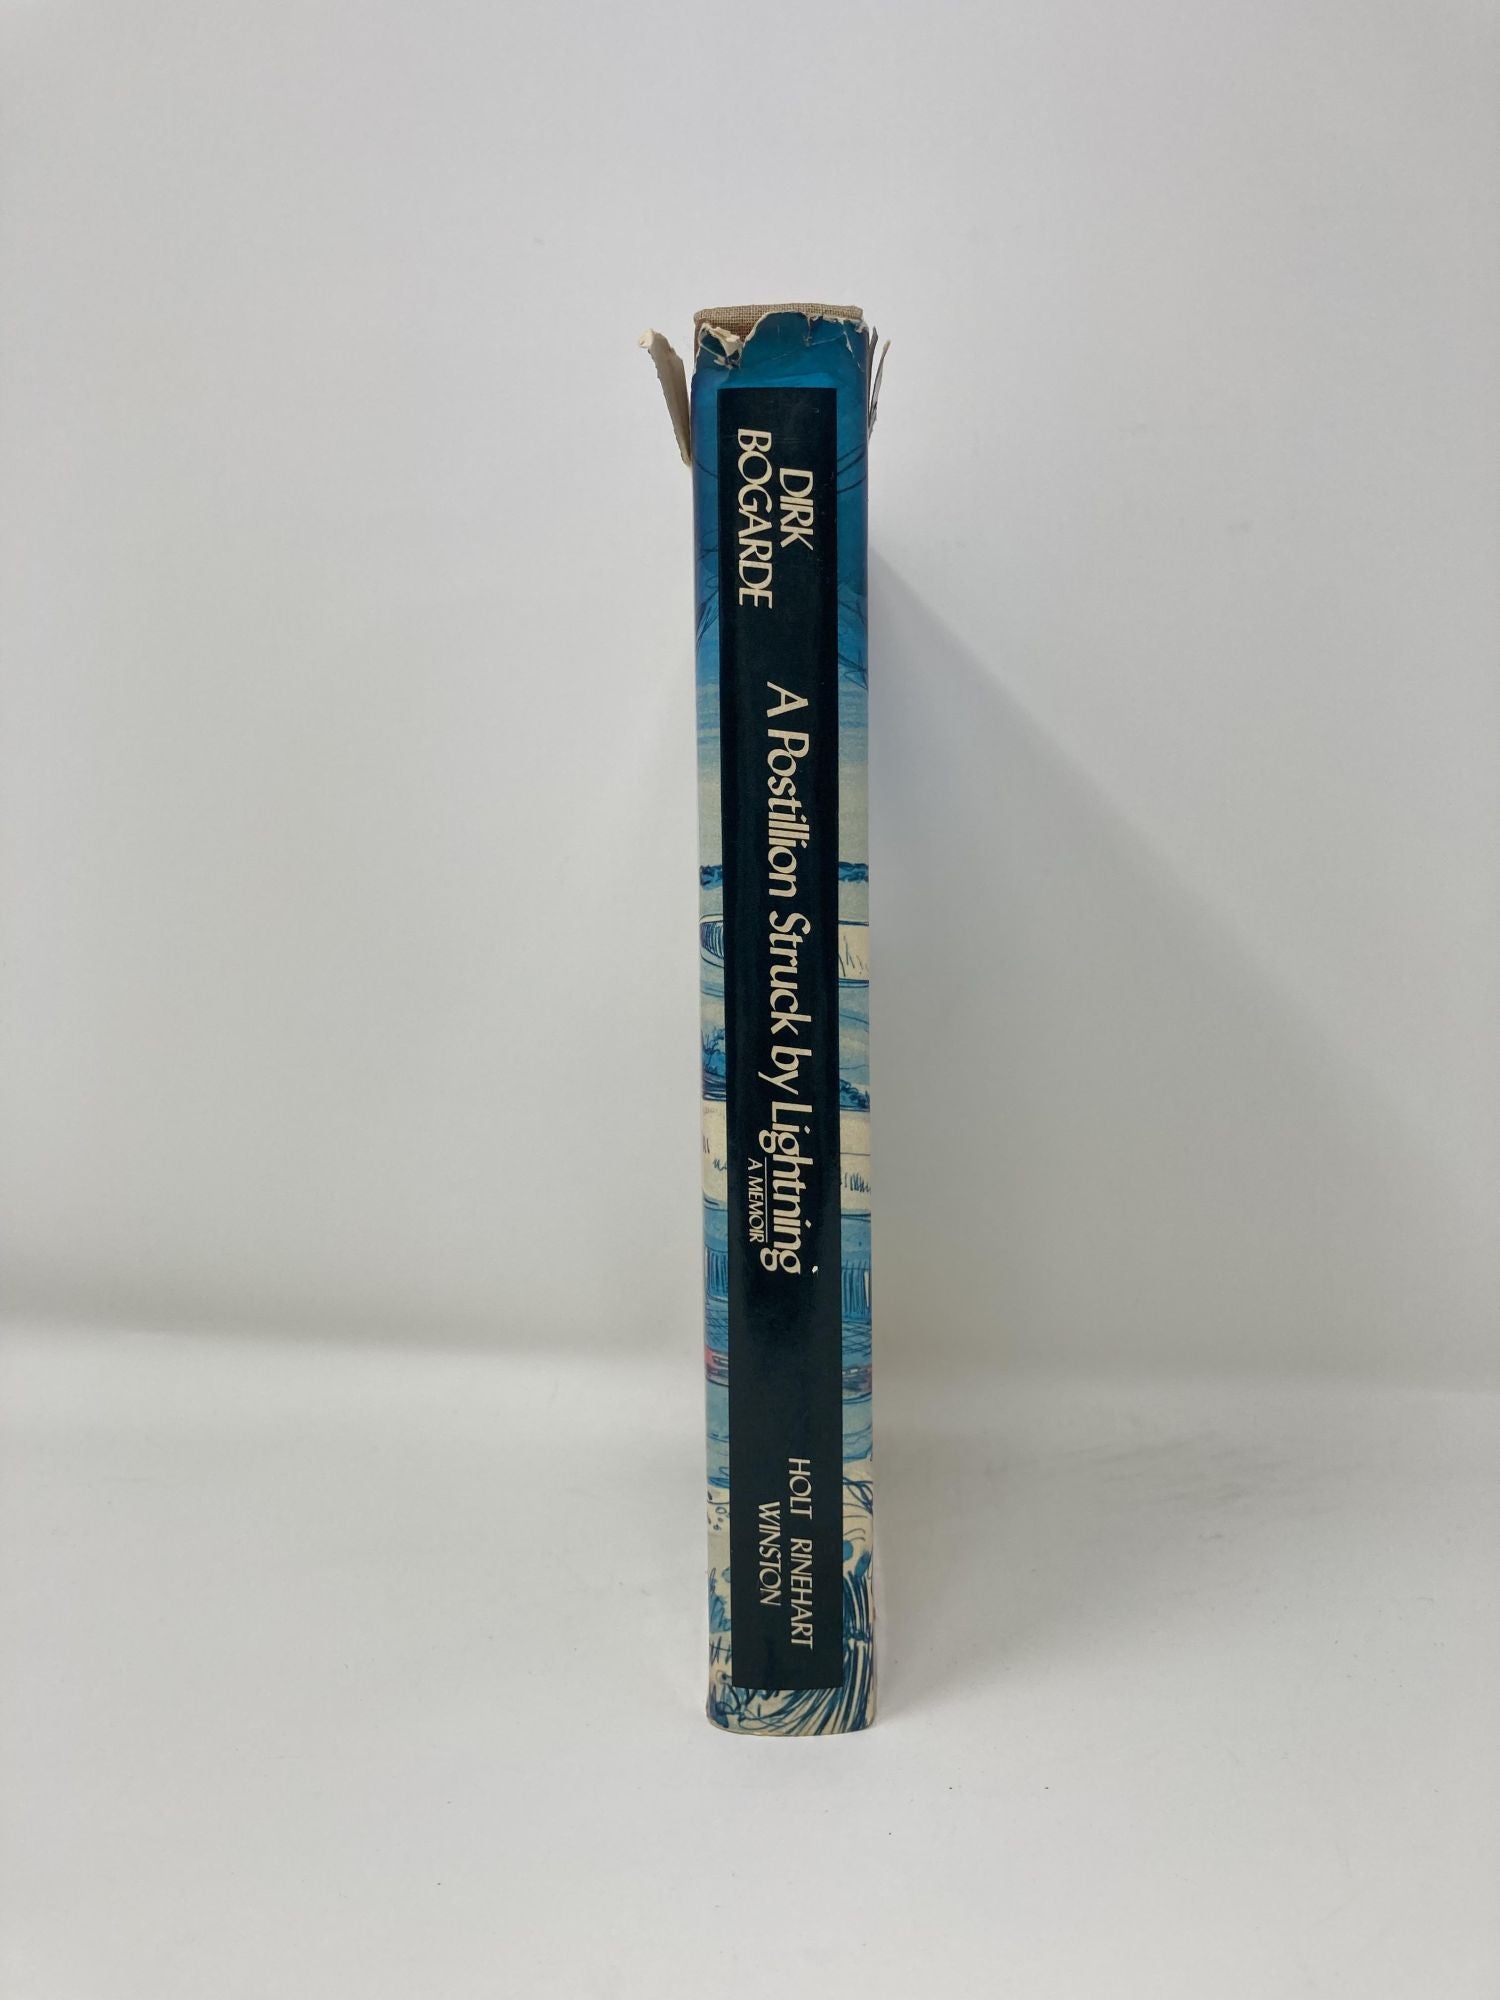 DIRK
BOGARDE
A Postillion Struck by Lightning
A MEMOIR
HOLT RINEHART
WINSTON